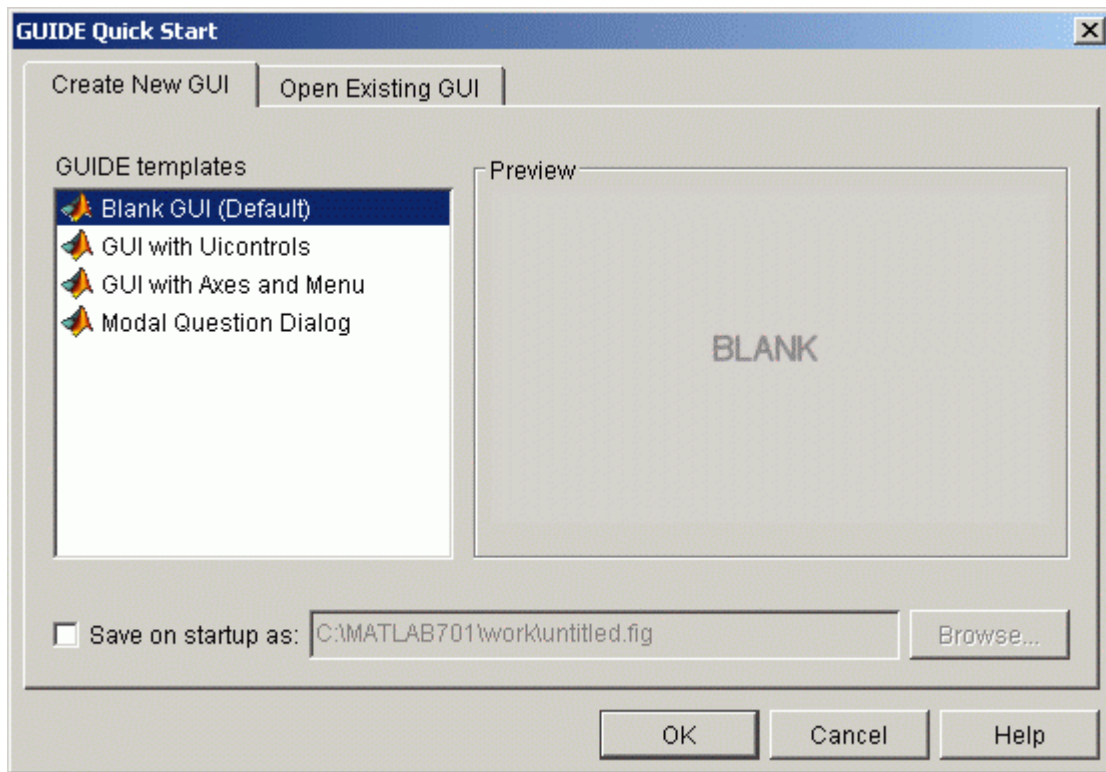 GUIDE Quick Start
Create New GUI
Open Existing GUI
GUIDE templates
Blank GUI (Default)
GUI with Uicontrols
GUI with Axes and Menu
Modal Question Dialog
Preview
BLANK
Save on startup as: C:\MATLAB701\work\untitled.fig Browse...
OK Cancel Help